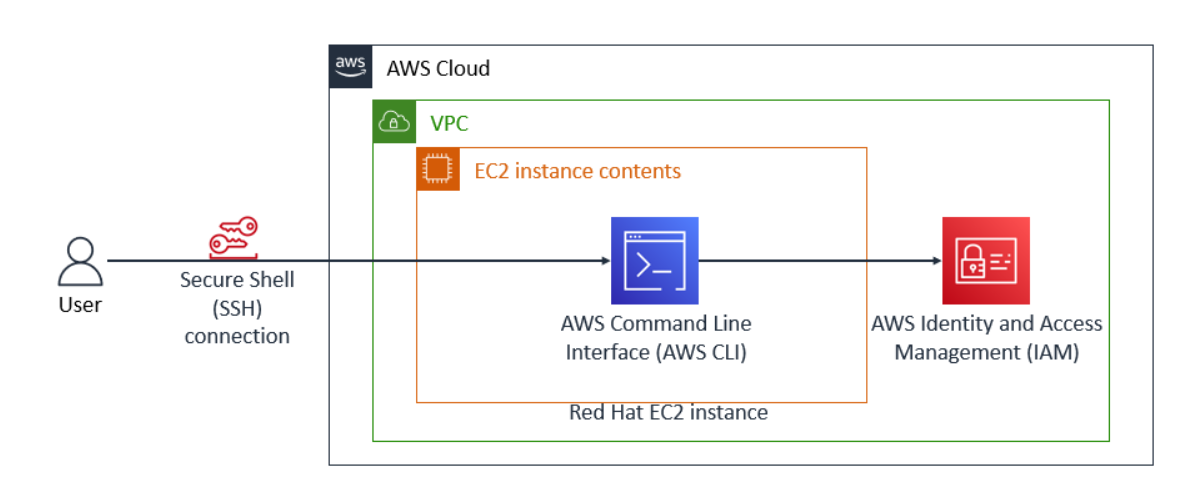 aws
AWS Cloud
VPC
EC2 instance contents
User
Secure Shell
(SSH)
connection
AWS Command Line
Interface (AWS CLI)
AWS Identity and Access
Management (IAM)
Red Hat EC2 instance